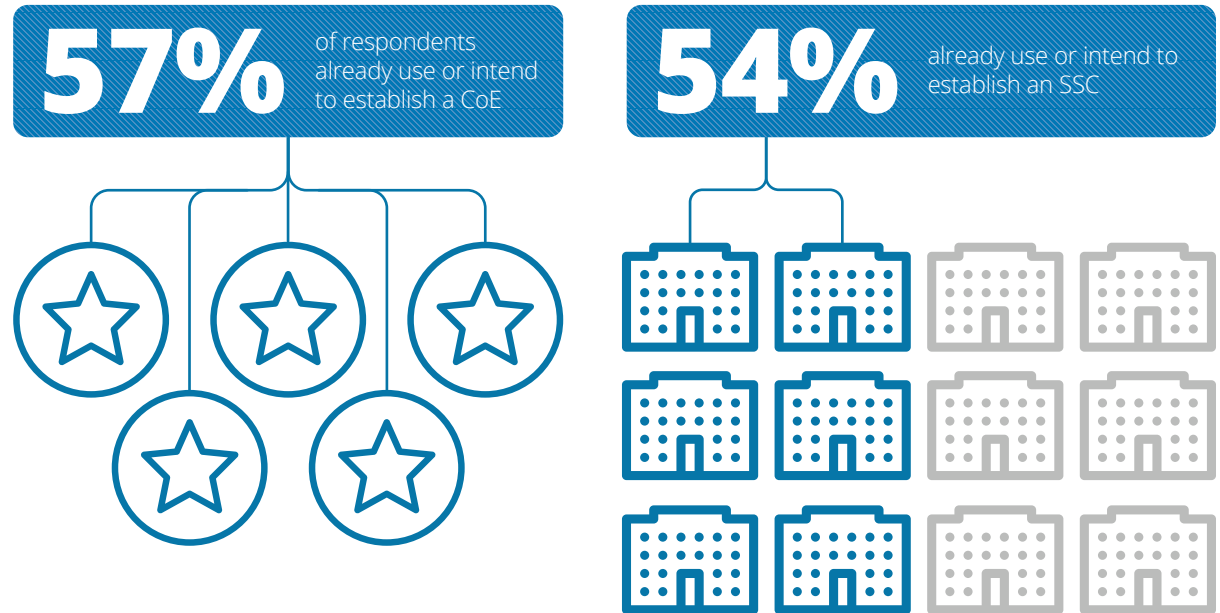 57%
of respondents
already use or intend
to establish a CoE
54%
already use or intend to
establish an SSC